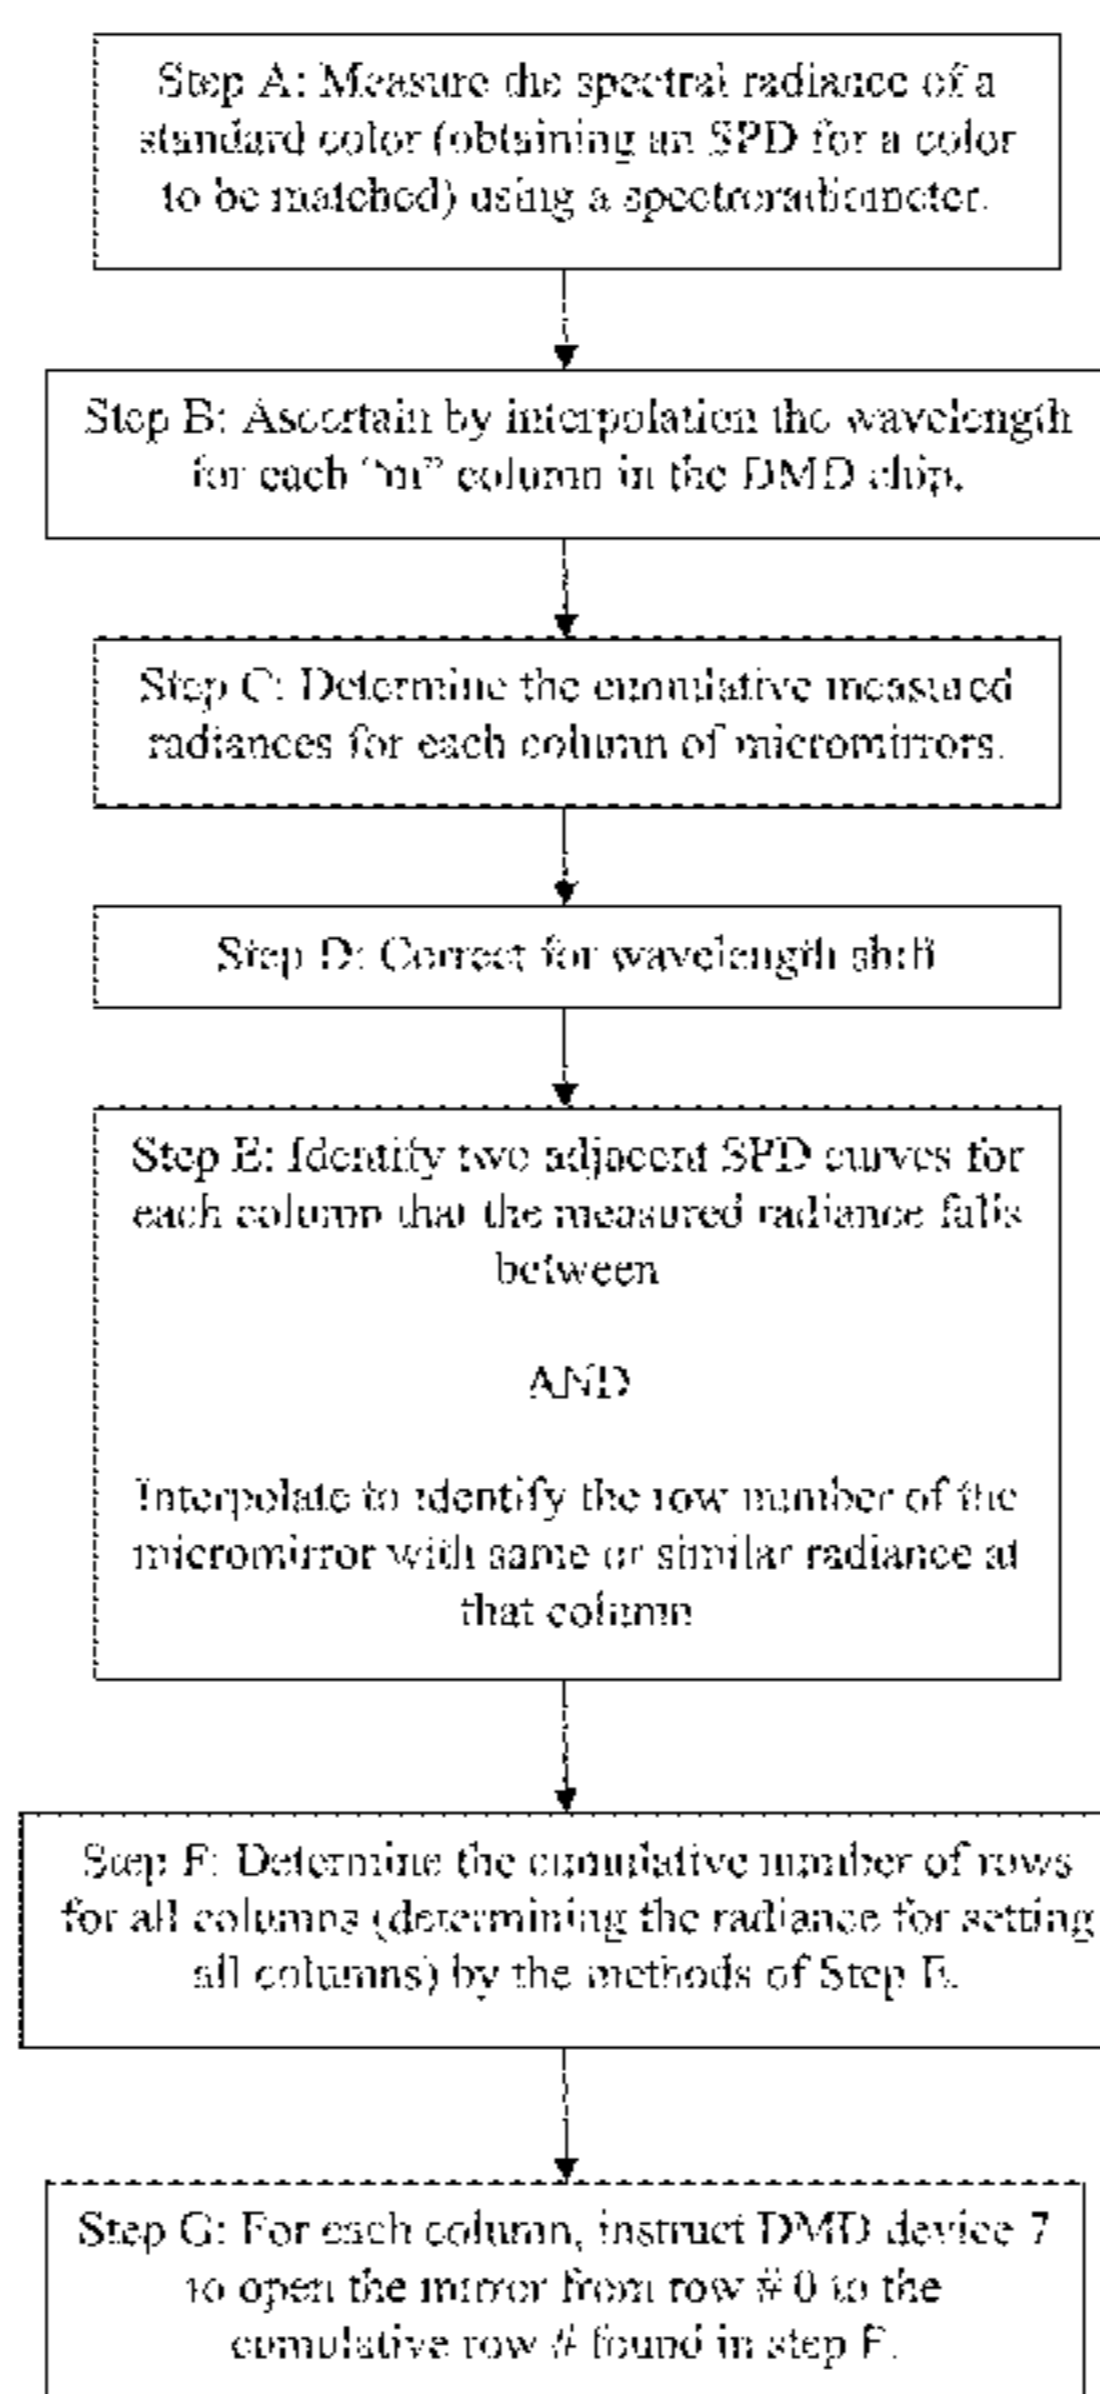 Step A: Measure the spectral radiance of a
standard color (obtaining an SPD for a color
to be matched) using a spectroradiometer.
Step B: Ascertain by interpolation the wavelength
for each "m" column in the DMD chip.
Step C: Determine the cumulative measured
radiances for each column of micromirrors.
Step D: Correct for wavelength shift
Step E: Identify two adjacent SPD curves for
each column that the measured radiance falls
between
AND
Interpolate to identify the row number of the
micromirror with same or similar radiance at
that column
Step F: Determine the cumulative number of rows
for all columns (determining the radiance for setting
all columns) by the methods of Step E.
Step G: For each column, instruct DMD device 7
to open the mirror from row # 0 to the
cumulative row # found in step F.